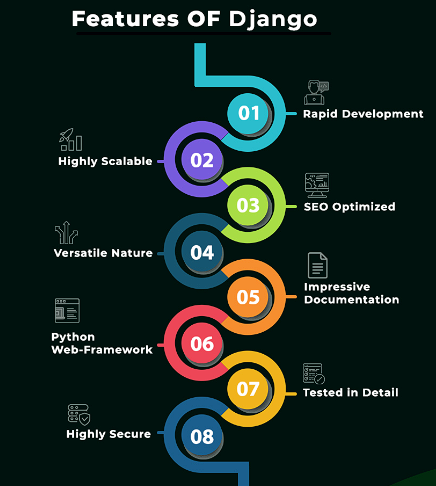 Features OF Django
01
Rapid Development
02
Highly Scalable
03
SEO Optimized
04
Versatile Nature
05
Impressive
Documentation
06
Python
Web-Framework
07
Tested in Detail
08
Highly Secure